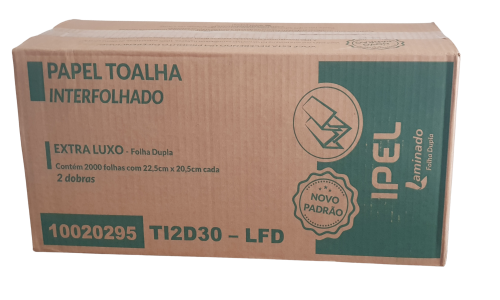 PAPEL TOALHA
INTERFOLHADO
EXTRA LUXO - Folha Dupla
Contém 2000 folhas com 22,5cm x 20,5cm cada
2 dobras
10020295 TI2D30 – LFD
NOVO
PADRÃO
IPEL
Laminado
Folha Dupla